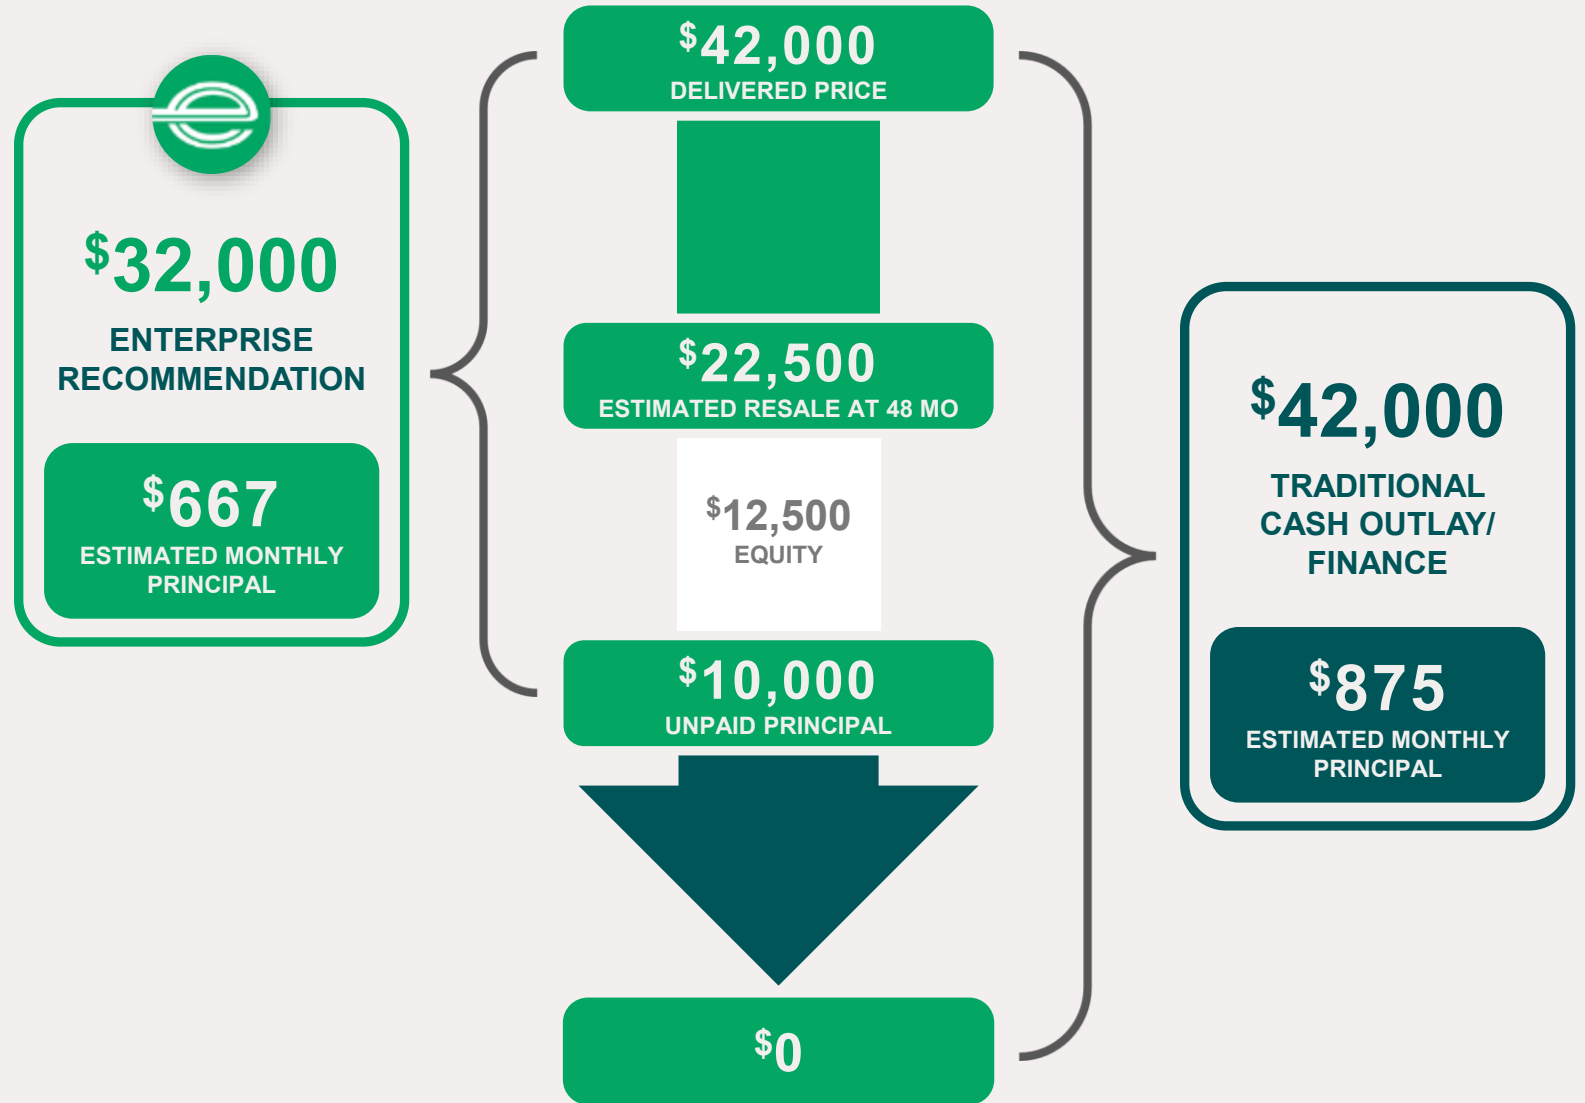 $32,000
ENTERPRISE
RECOMMENDATION
$667
ESTIMATED MONTHLY
PRINCIPAL
$42,000
DELIVERED PRICE
$22,500
ESTIMATED RESALE AT 48 MO
$12,500
EQUITY
$10,000
UNPAID PRINCIPAL
$0
$42,000
TRADITIONAL
CASH OUTLAY/
FINANCE
$875
ESTIMATED MONTHLY
PRINCIPAL